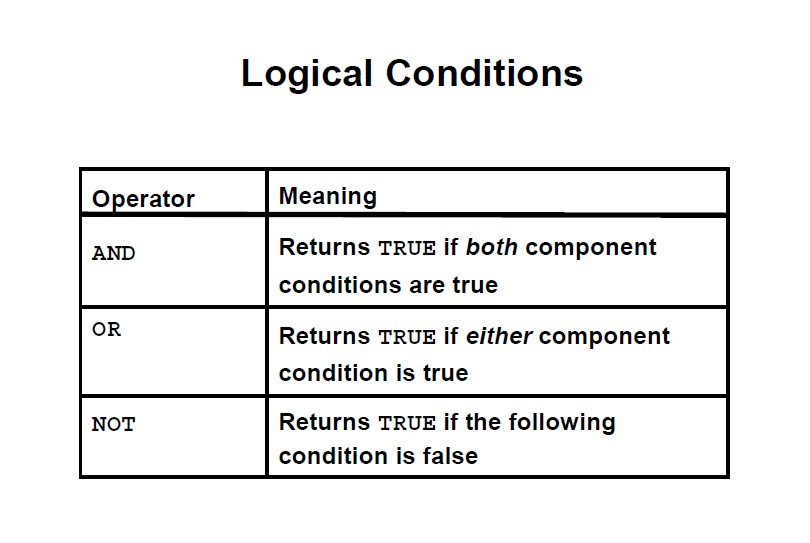 Logical Conditions
Operator
Meaning
AND
Returns TRUE if both component
conditions are true
OR
Returns TRUE if either component
condition is true
NOT
Returns TRUE if the following
condition is false